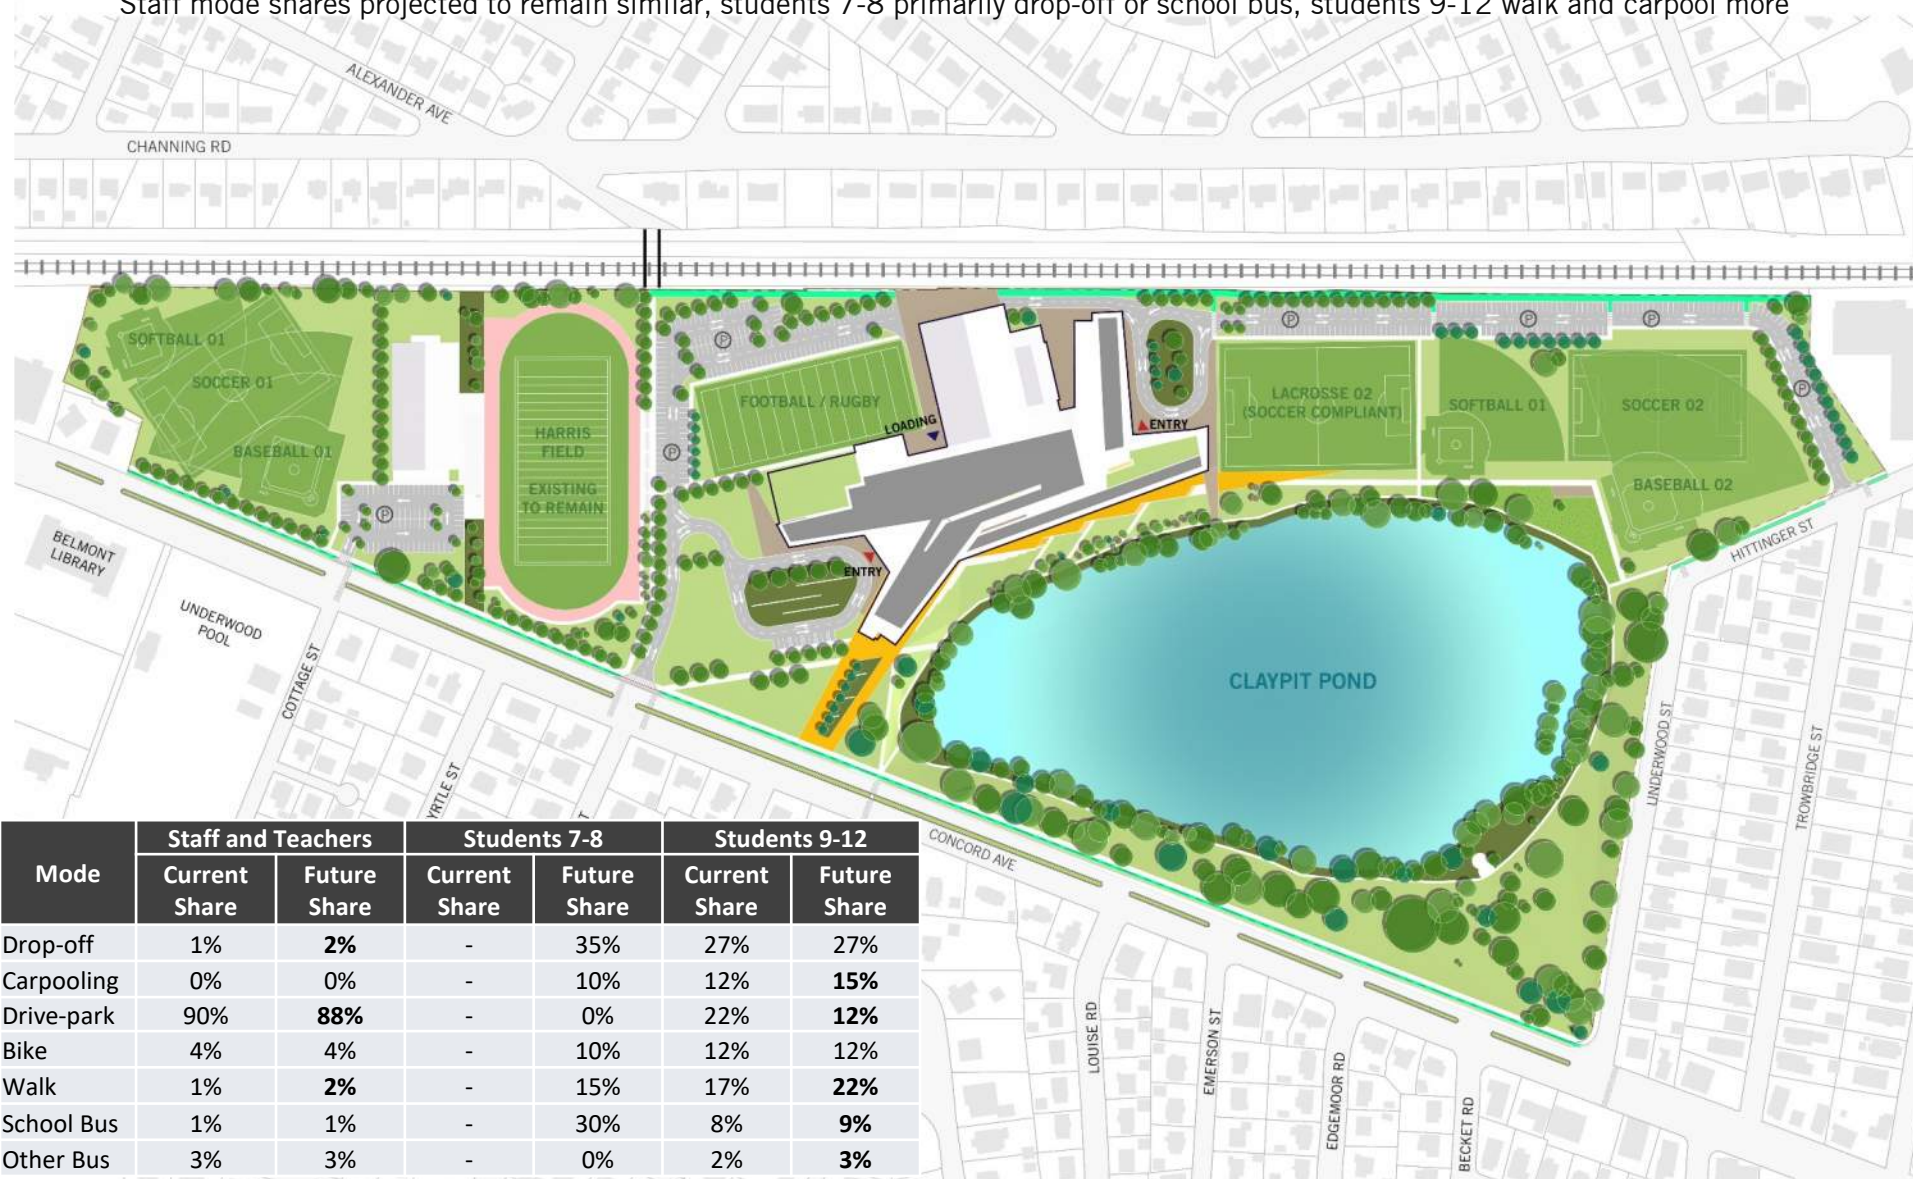 Staff mode shares projected to remain similar, students 7-8 primarily drop-off or school bus, students 9-12 walk and carpool more
ALEXANDER AVE
CHANNING RD
SOFTBALL 01
SOCCER 01
BASEBALL 01
HARRIS
FIELD
EXISTING
TO REMAIN
P
P
P
FOOTBALL / RUGBY
LOADING
ENTRY
ENTRY
P
P
P
P
LACROSSE 02
(SOCCER COMPLIANT)
SOFTBALL 01
SOCCER 02
BASEBALL 02
HITTINGER ST
BELMONT
LIBRARY
UNDERWOOD
POOL
COTTAGE ST
YRTLE ST
T
CLAYPIT POND
UNDERWOOD ST
TROWBRIDGE ST
CONCORD AVE
LOUISE RD
EMERSON ST
EDGEMOOR RD
BECKET RD
Mode Staff and Teachers Students 7-8 Students 9-12
Current Future Current Future Current Future
Share Share Share Share Share Share
Drop-off 1% 2% - 35% 27% 27%
Carpooling 0% 0% - 10% 12% 15%
Drive-park 90% 88% - 0% 22% 12%
Bike 4% 4% - 10% 12% 12%
Walk 1% 2% - 15% 17% 22%
School Bus 1% 1% - 30% 8% 9%
Other Bus 3% 3% - 0% 2% 3%